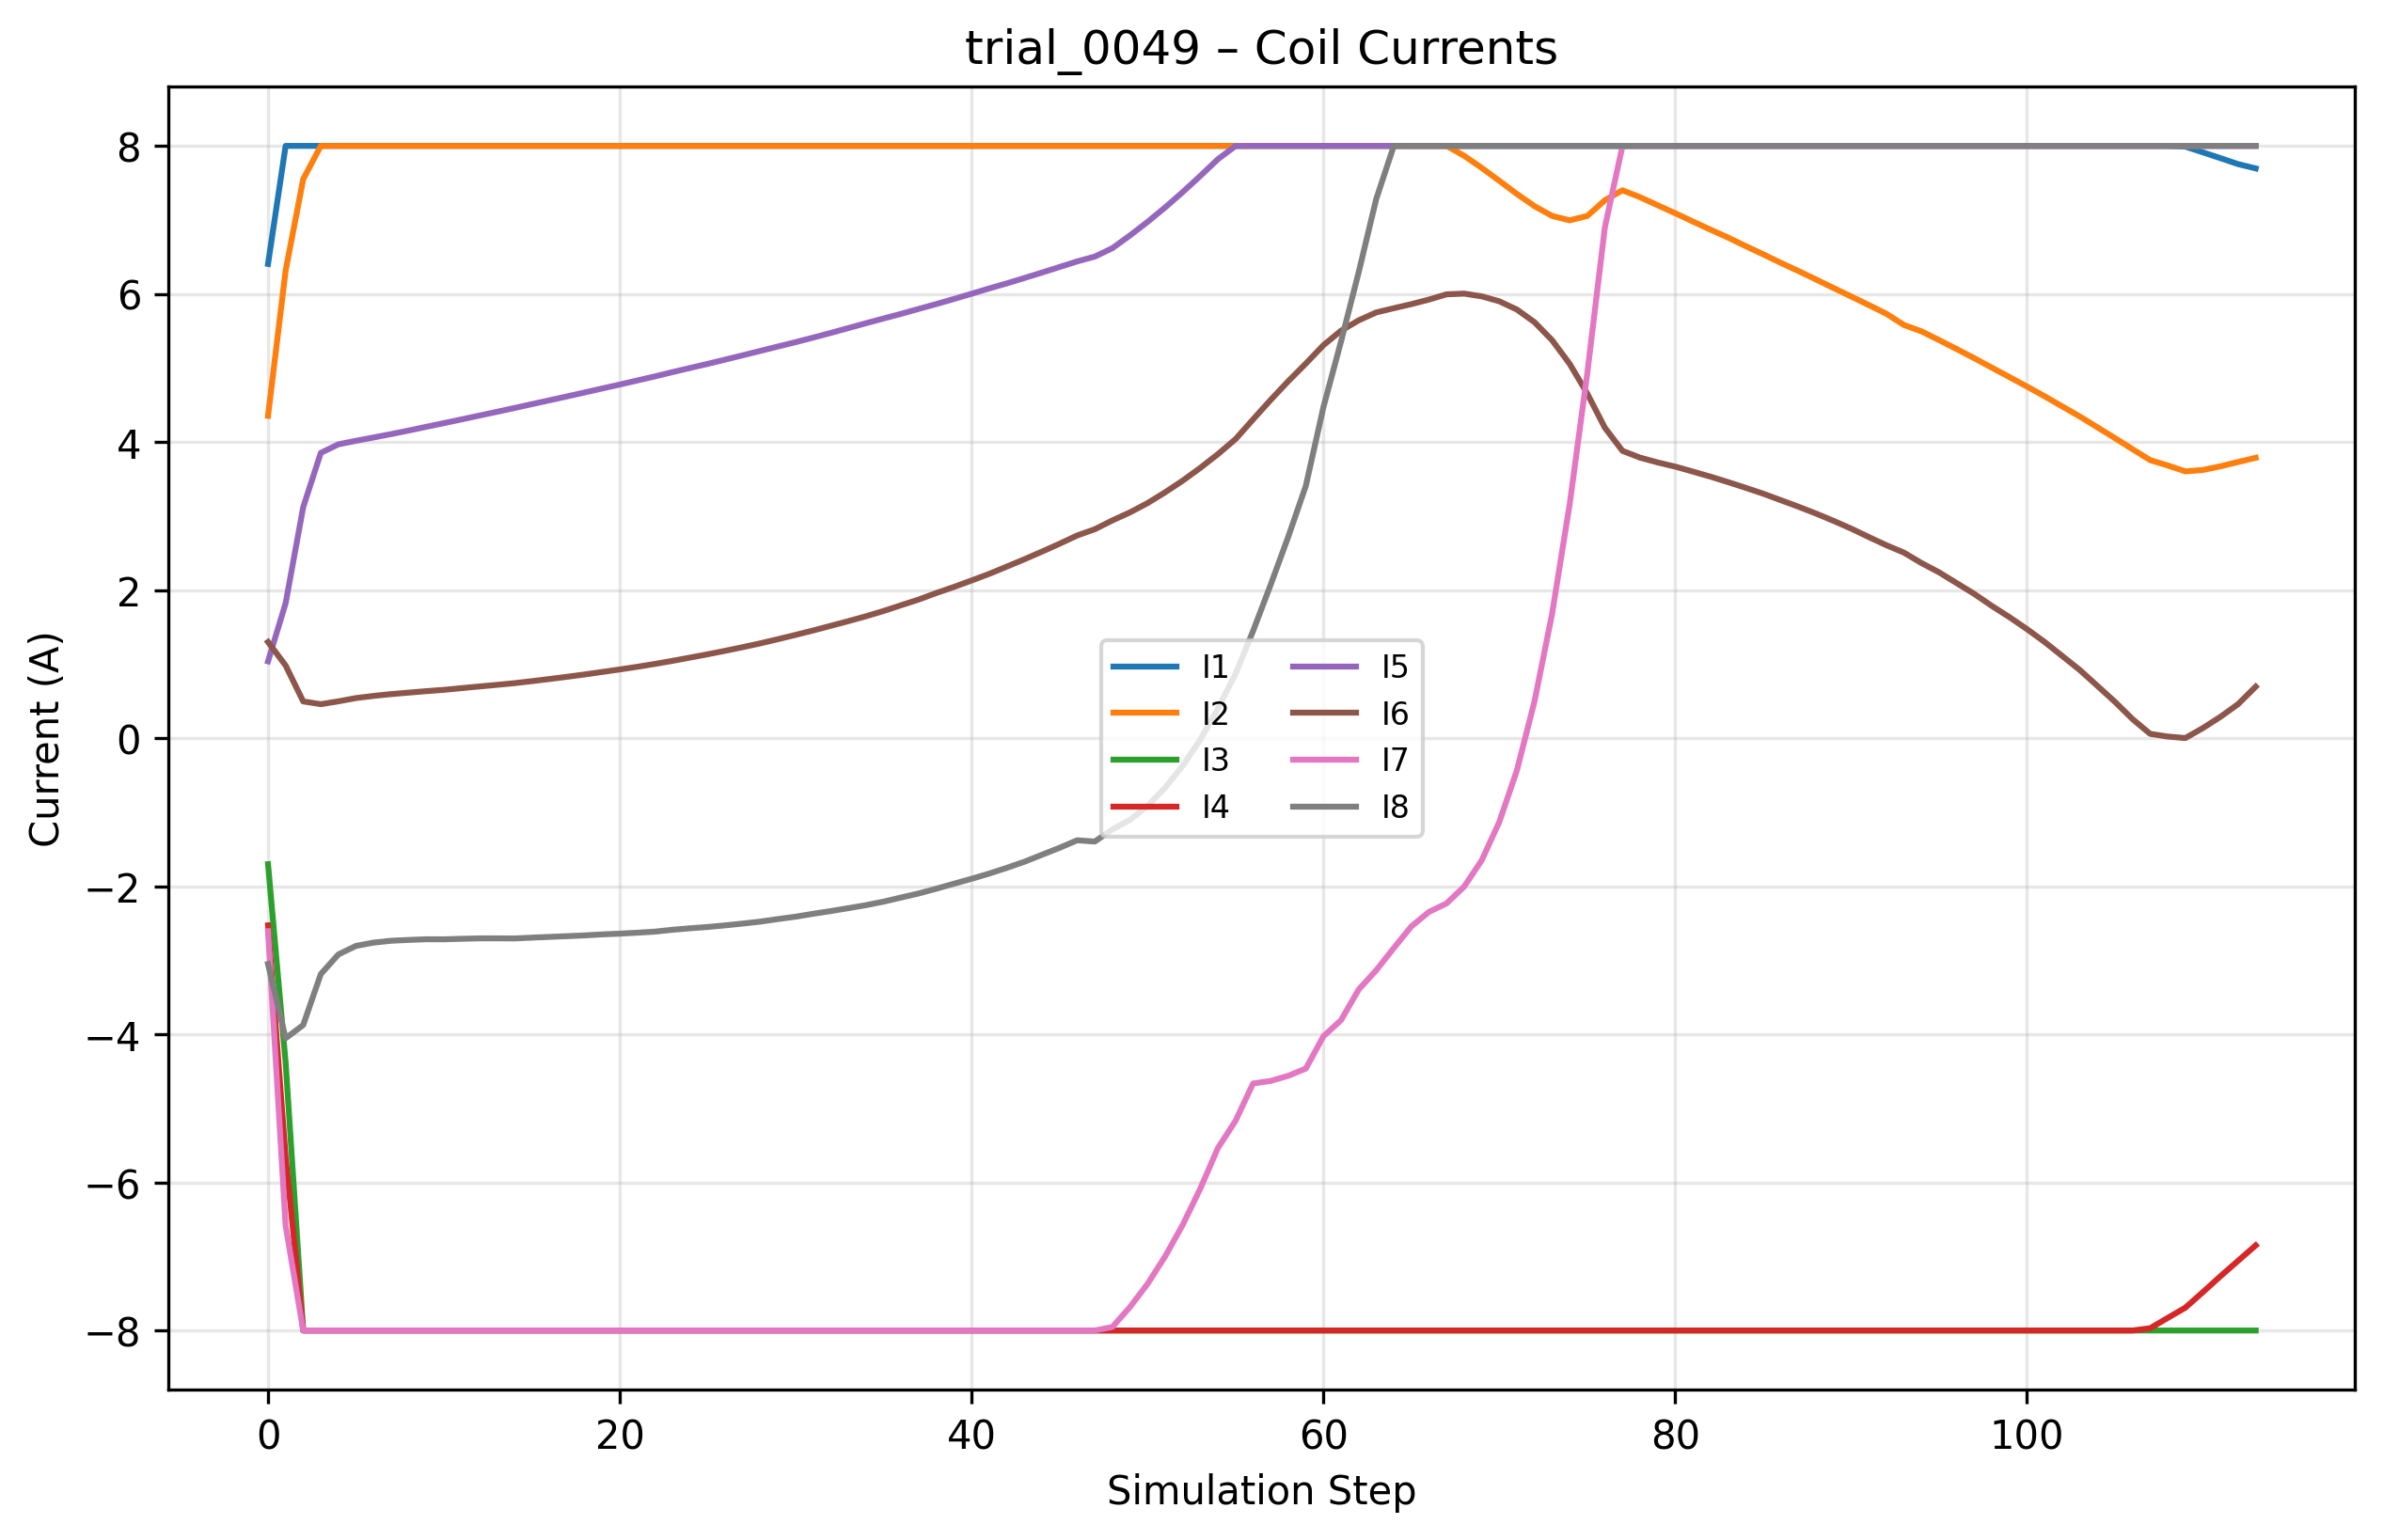 trial_0049 – Coil Currents
Current (A)
8
6
4
2
0
−2
−4
−6
−8
I1 I5
I2 I6
I3 I7
I4 I8
0 20 40 60 80 100
Simulation Step